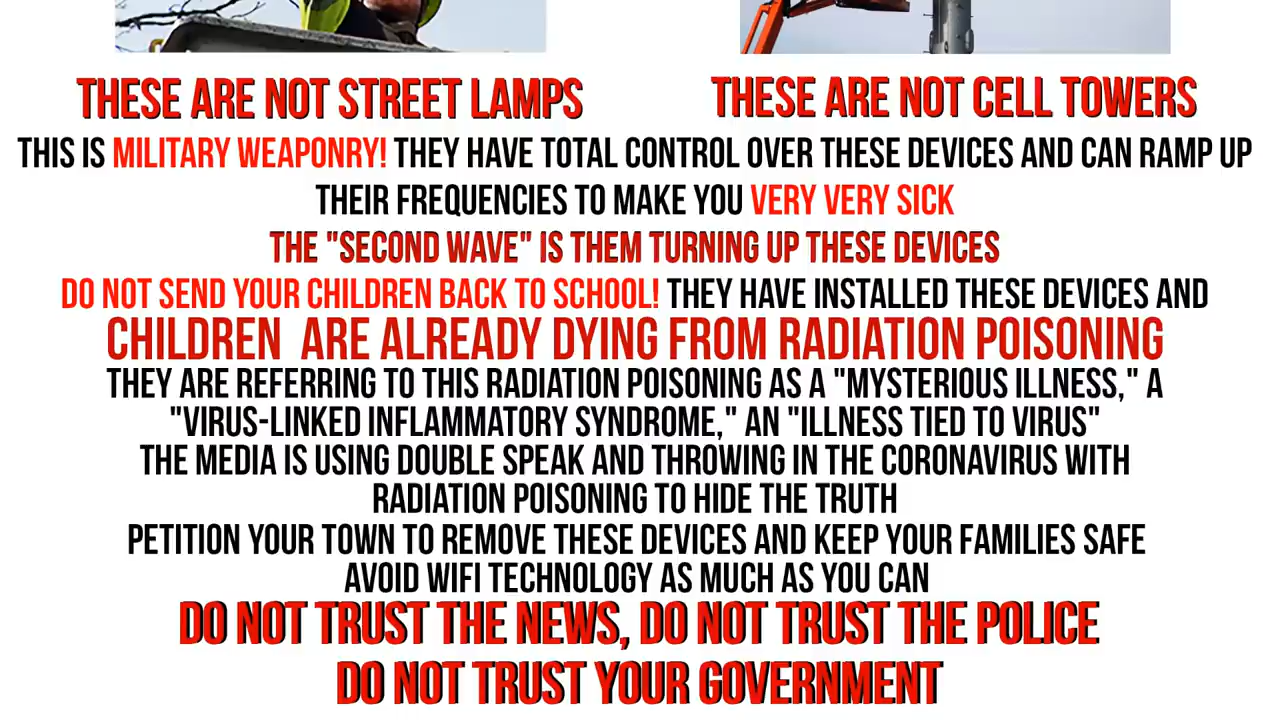 THESE ARE NOT STREET LAMPS
THESE ARE NOT CELL TOWERS
THIS IS MILITARY WEAPONRY! THEY HAVE TOTAL CONTROL OVER THESE DEVICES AND CAN RAMP UP
THEIR FREQUENCIES TO MAKE YOU VERY VERY SICK
THE "SECOND WAVE" IS THEM TURNING UP THESE DEVICES
DO NOT SEND YOUR CHILDREN BACK TO SCHOOL! THEY HAVE INSTALLED THESE DEVICES AND
CHILDREN ARE ALREADY DYING FROM RADIATION POISONING
THEY ARE REFERRING TO THIS RADIATION POISONING AS A "MYSTERIOUS ILLNESS," A
"VIRUS-LINKED INFLAMMATORY SYNDROME," AN "ILLNESS TIED TO VIRUS"
THE MEDIA IS USING DOUBLE SPEAK AND THROWING IN THE CORONAVIRUS WITH
RADIATION POISONING TO HIDE THE TRUTH
PETITION YOUR TOWN TO REMOVE THESE DEVICES AND KEEP YOUR FAMILIES SAFE
AVOID WIFI TECHNOLOGY AS MUCH AS YOU CAN
DO NOT TRUST THE NEWS, DO NOT TRUST THE POLICE
DO NOT TRUST YOUR GOVERNMENT